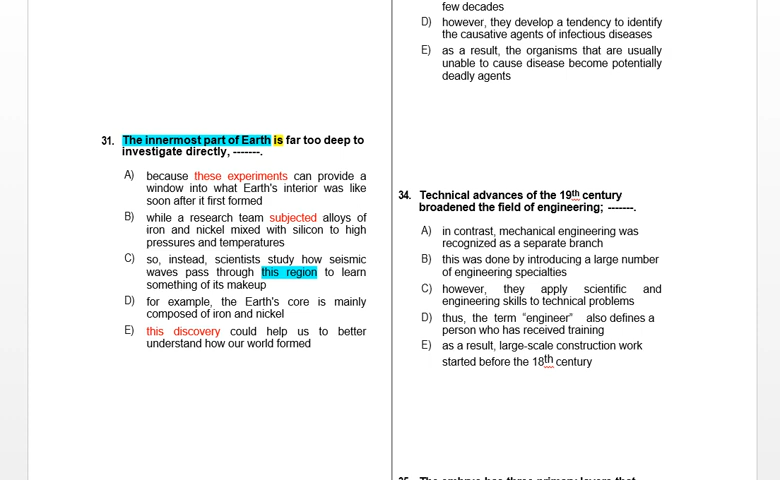 31. The innermost part of Earth is far too deep to
investigate directly, -------.
A) because these experiments can provide a
window into what Earth's interior was like
soon after it first formed
B) while a research team subjected alloys of
iron and nickel mixed with silicon to high
pressures and temperatures
C) so, instead, scientists study how seismic
waves pass through this region to learn
something of its makeup
D) for example, the Earth's core is mainly
composed of iron and nickel
E) this discovery could help us to better
understand how our world formed
few decades
D) however, they develop a tendency to identify
the causative agents of infectious diseases
E) as a result, the organisms that are usually
unable to cause disease become potentially
deadly agents
34. Technical advances of the 19th century
broadened the field of engineering; -------.
A) in contrast, mechanical engineering was
recognized as a separate branch
B) this was done by introducing a large number
of engineering specialties
C) however, they apply scientific and
engineering skills to technical problems
D) thus, the term “engineer” also defines a
person who has received training
E) as a result, large-scale construction work
started before the 18th century